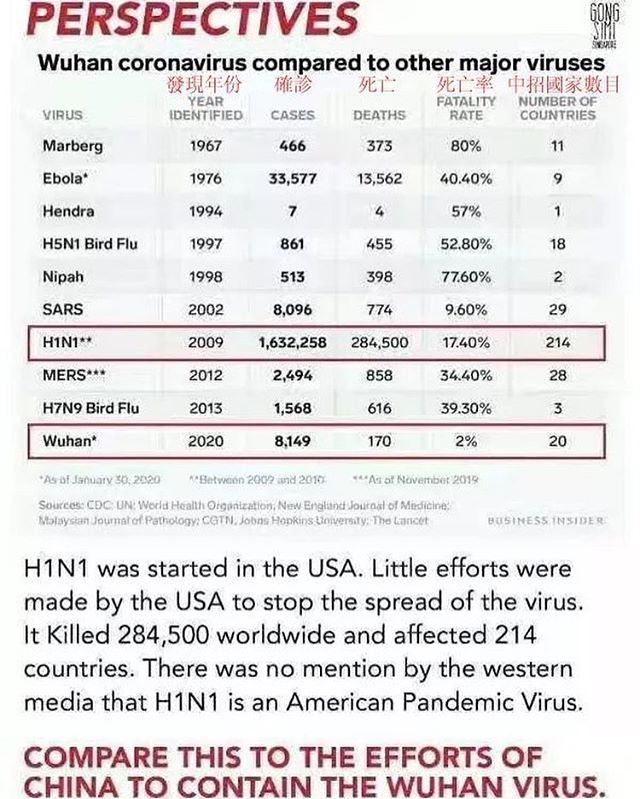 PERSPECTIVES
GONG
SIMI
SINGAPORE
Wuhan coronavirus compared to other major viruses
發現年份 確診 死亡 死亡率 中招國家數目
VIRUS YEAR IDENTIFIED CASES DEATHS FATALITY RATE NUMBER OF COUNTRIES
Marberg 1967 466 373 80% 11
Ebola* 1976 33,577 13,562 40.40% 9
Hendra 1994 7 4 57% 1
H5N1 Bird Flu 1997 861 455 52.80% 18
Nipah 1998 513 398 77.60% 2
SARS 2002 8,096 774 9.60% 29
H1N1** 2009 1,632,258 284,500 17.40% 214
MERS*** 2012 2,494 858 34.40% 28
H7N9 Bird Flu 2013 1,568 616 39.30% 3
Wuhan* 2020 8,149 170 2% 20
*As of January 30, 2020 **Between 2009 and 2010 ***As of November 2019
Sources: CDC; UN; World Health Organization; New England Journal of Medicine;
Malaysian Journal of Pathology; CGTN, Johns Hopkins University; The Lancet
BUSINESS INSIDER
H1N1 was started in the USA. Little efforts were
made by the USA to stop the spread of the virus.
It Killed 284,500 worldwide and affected 214
countries. There was no mention by the western
media that H1N1 is an American Pandemic Virus.
COMPARE THIS TO THE EFFORTS OF
CHINA TO CONTAIN THE WUHAN VIRUS.